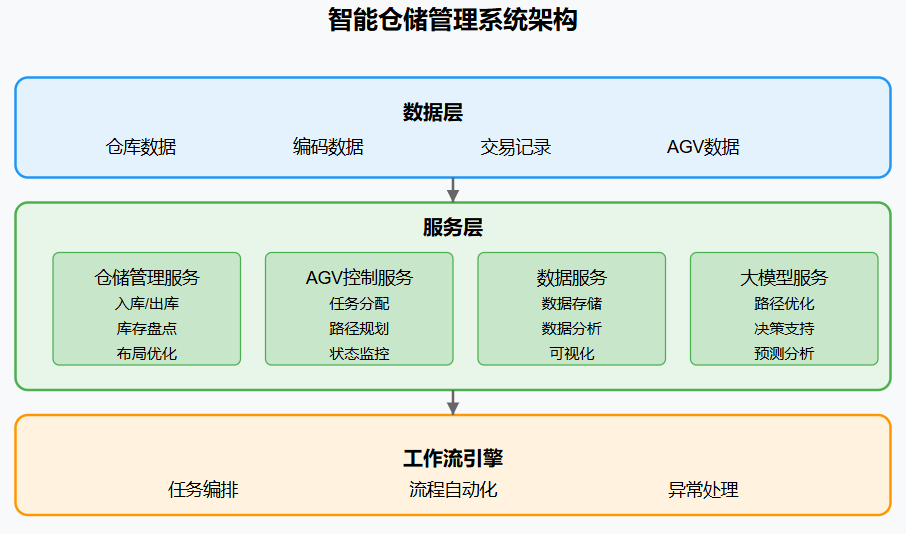 智能仓储管理系统架构
数据层
仓库数据 编码数据 交易记录 AGV数据
服务层
仓储管理服务
入库/出库
库存盘点
布局优化
AGV控制服务
任务分配
路径规划
状态监控
数据服务
数据存储
数据分析
可视化
大模型服务
路径优化
决策支持
预测分析
工作流引擎
任务编排 流程自动化 异常处理